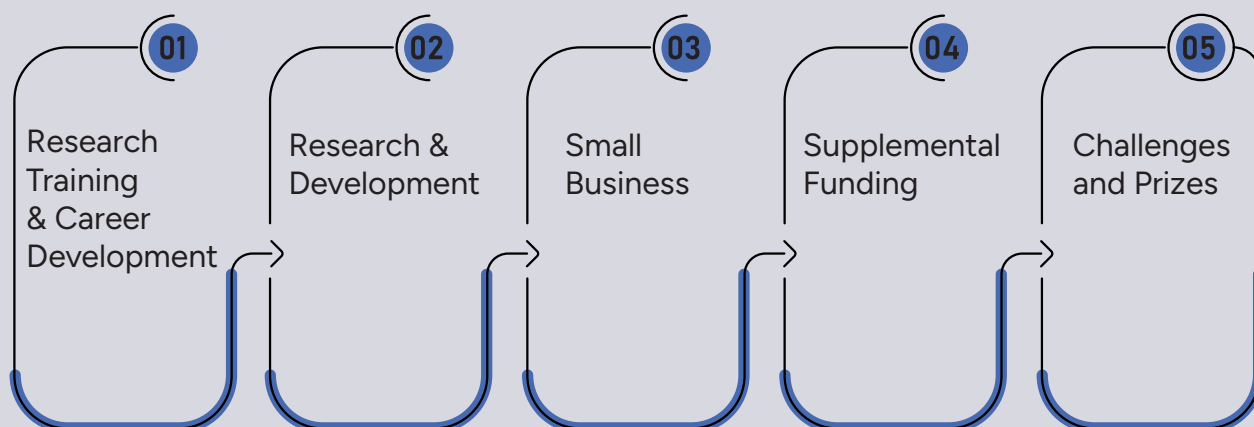 01
Research
Training
& Career
Development
02
Research &
Development
03
Small
Business
04
Supplemental
Funding
05
Challenges
and Prizes